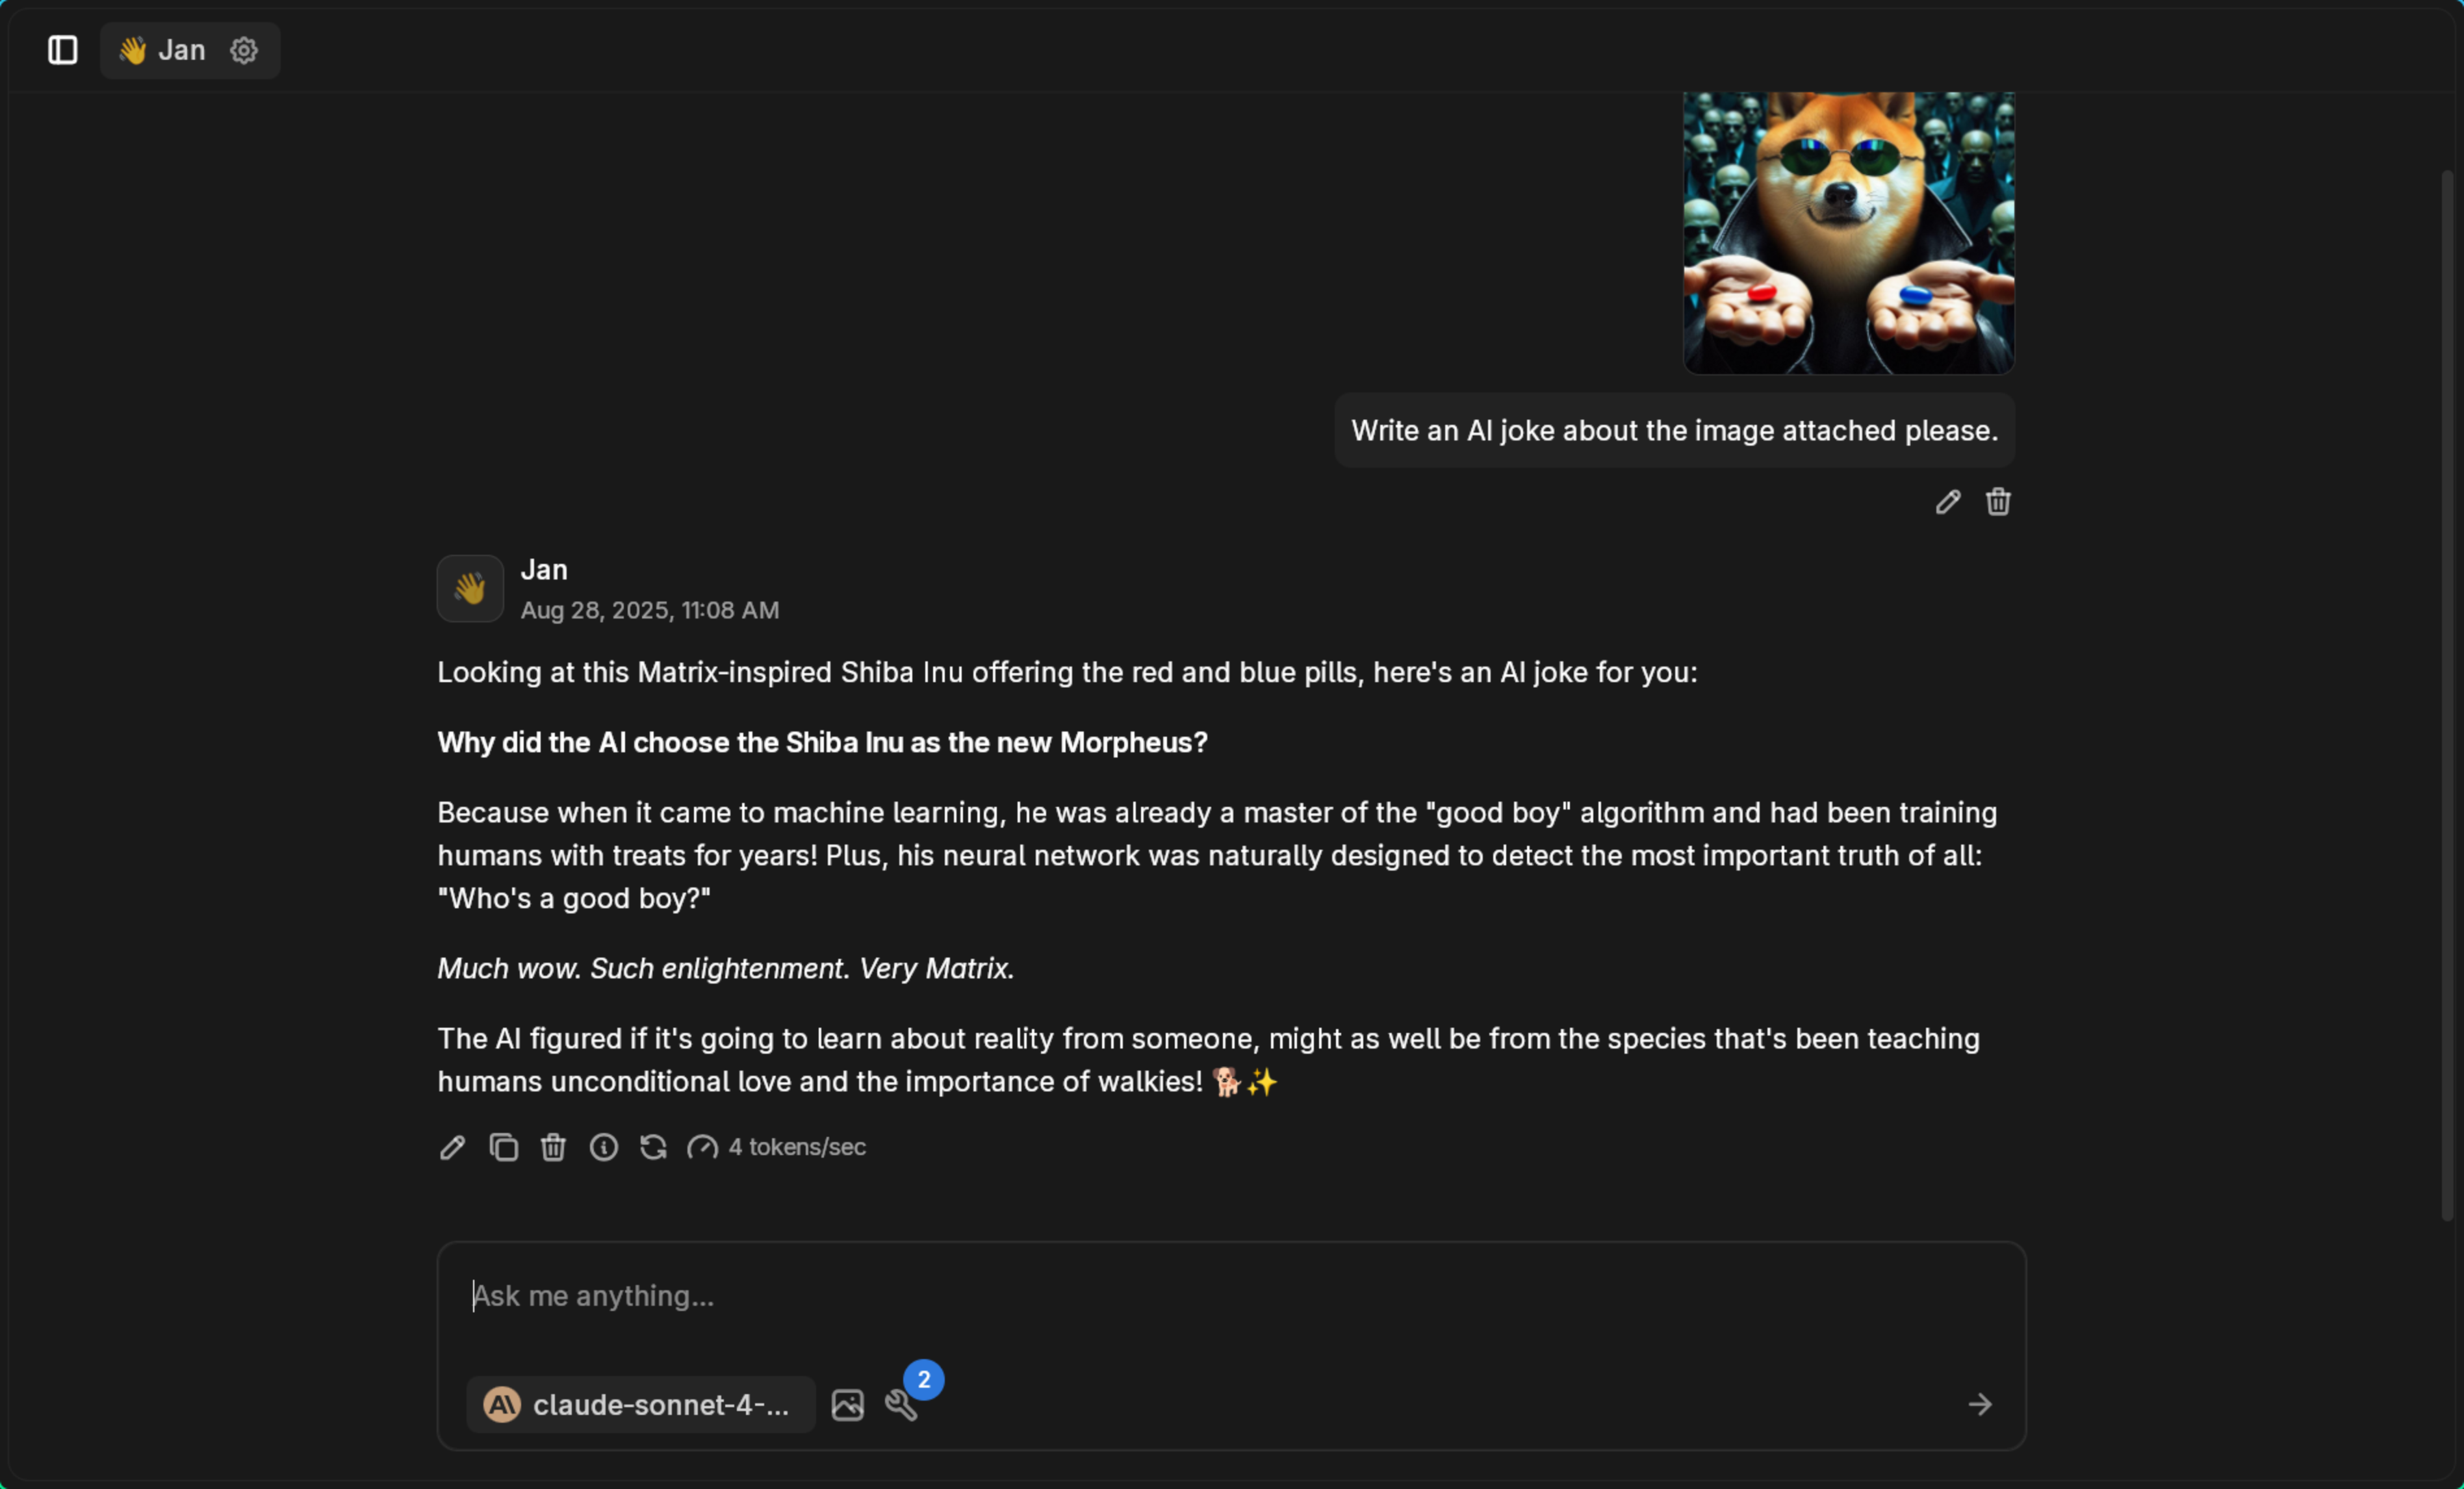 👋 Jan
Write an AI joke about the image attached please.
👋
Jan
Aug 28, 2025, 11:08 AM
Looking at this Matrix-inspired Shiba Inu offering the red and blue pills, here's an AI joke for you:
Why did the AI choose the Shiba Inu as the new Morpheus?
Because when it came to machine learning, he was already a master of the "good boy" algorithm and had been training
humans with treats for years! Plus, his neural network was naturally designed to detect the most important truth of all:
"Who's a good boy?"
Much wow. Such enlightenment. Very Matrix.
The AI figured if it's going to learn about reality from someone, might as well be from the species that's been teaching
humans unconditional love and the importance of walkies! 🐕✨
4 tokens/sec
Ask me anything...
2
A\ claude-sonnet-4-...